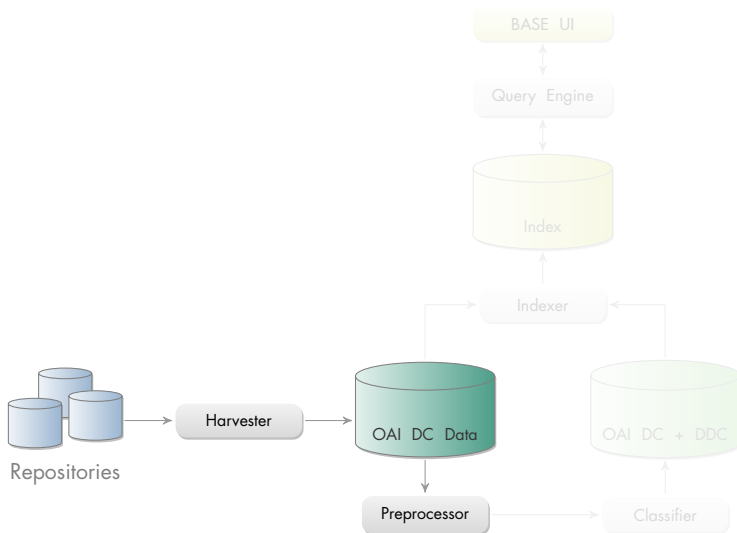 BASE UI
Query Engine
Index
Indexer
Harvester
OAI DC Data
OAI DC + DDC
Repositories
Preprocessor
Classifier